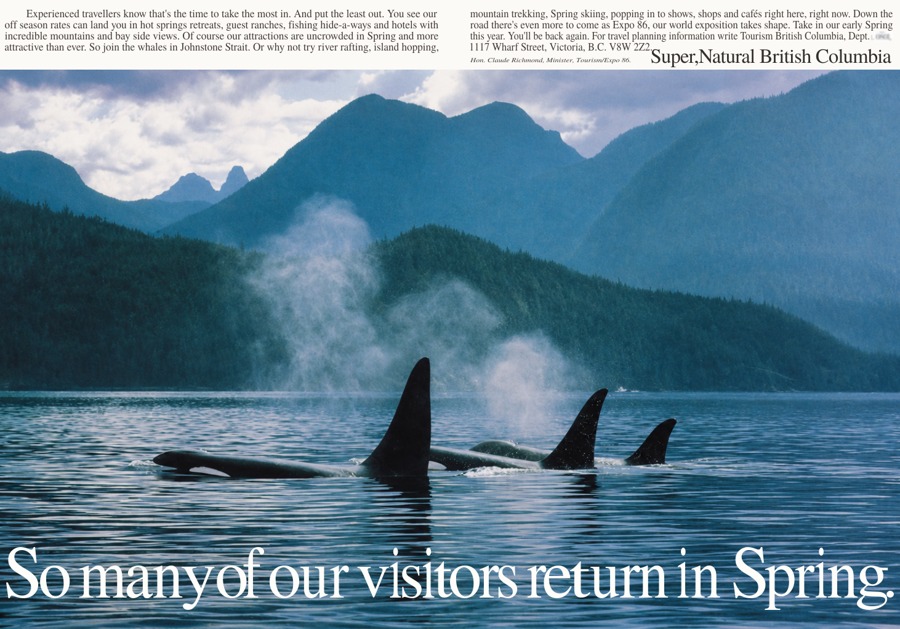 Experienced travellers know that's the time to take the most in. And put the least out. You see our
off season rates can land you in hot springs retreats, guest ranches, fishing hide-a-ways and hotels with
incredible mountains and bay side views. Of course our attractions are uncrowded in Spring and more
attractive than ever. So join the whales in Johnstone Strait. Or why not try river rafting, island hopping,
mountain trekking, Spring skiing, popping in to shows, shops and cafés right here, right now. Down the
road there's even more to come as Expo 86, our world exposition takes shape. Take in our early Spring
this year. You'll be back again. For travel planning information write Tourism British Columbia, Dept.
1117 Wharf Street, Victoria, B.C. V8W 2Z2.
Hon. Claude Richmond, Minister, Tourism/Expo 86.
Super,Natural British Columbia
So many of our visitors return in Spring.